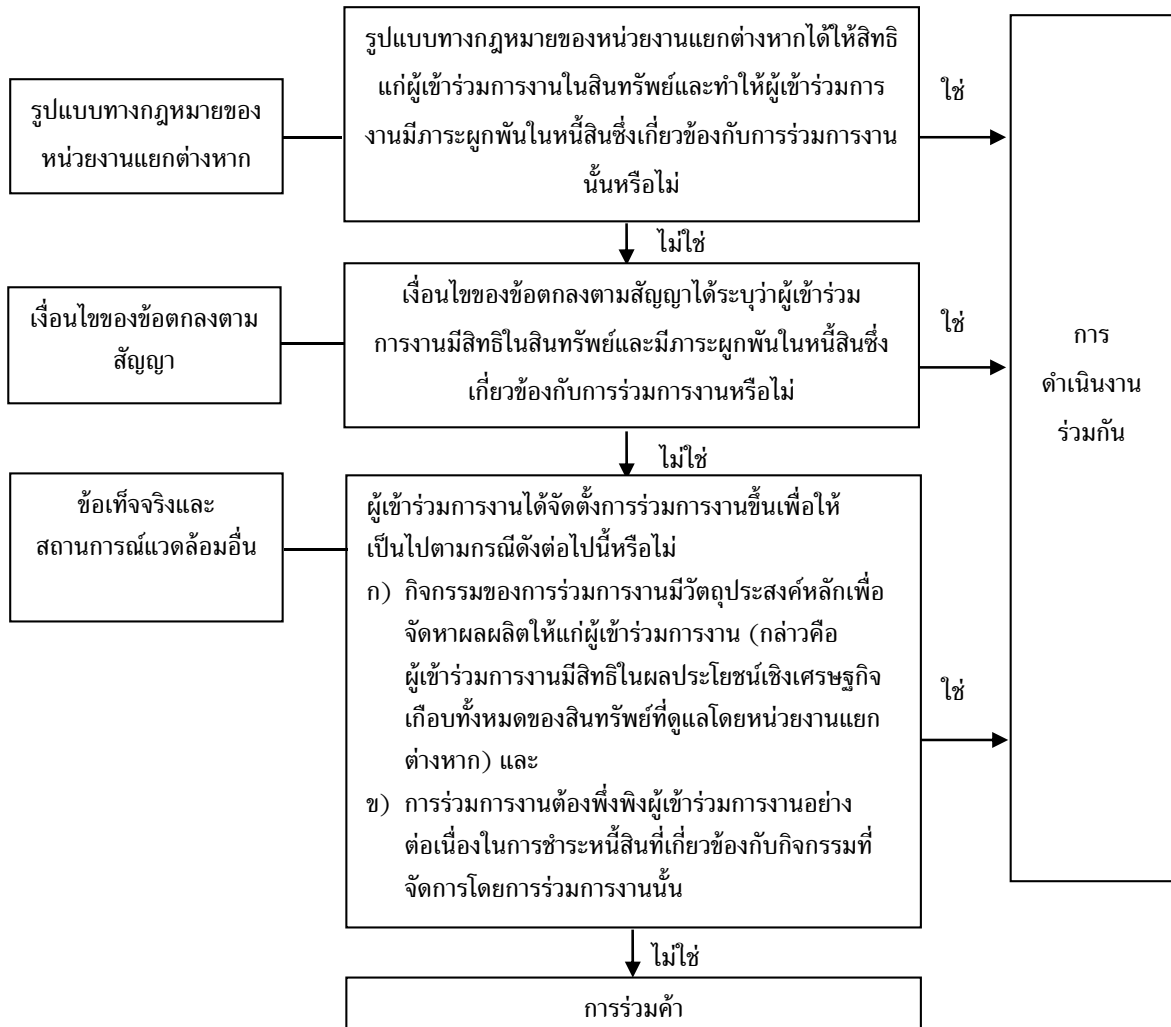 รูปแบบทางกฎหมายของ
หน่วยงานแยกต่างหาก
รูปแบบทางกฎหมายของหน่วยงานแยกต่างหากได้ให้สิทธิ
แก่ผู้เข้าร่วมการงานในสินทรัพย์และทำให้ผู้เข้าร่วมการ
งานมีภาระผูกพันในหนี้สินซึ่งเกี่ยวข้องกับการร่วมการงาน
นั้นหรือไม่
ใช่
ไม่ใช่
เงื่อนไขของข้อตกลงตาม
สัญญา
เงื่อนไขของข้อตกลงตามสัญญาได้ระบุว่าผู้เข้าร่วม
การงานมีสิทธิในสินทรัพย์และมีภาระผูกพันในหนี้สินซึ่ง
เกี่ยวข้องกับการร่วมการงานหรือไม่
ใช่
การ
ดำเนินงาน
ร่วมกัน
ไม่ใช่
ข้อเท็จจริงและ
สถานการณ์แวดล้อมอื่น
ผู้เข้าร่วมการงานได้จัดตั้งการร่วมการงานขึ้นเพื่อให้
เป็นไปตามกรณีดังต่อไปนี้หรือไม่
ก) กิจกรรมของการร่วมการงานมีวัตถุประสงค์หลักเพื่อ
จัดหาผลผลิตให้แก่ผู้เข้าร่วมการงาน (กล่าวคือ
ผู้เข้าร่วมการงานมีสิทธิในผลประโยชน์เชิงเศรษฐกิจ
เกือบทั้งหมดของสินทรัพย์ที่ดูแลโดยหน่วยงานแยก
ต่างหาก) และ
ข) การร่วมการงานต้องพึ่งพิงผู้เข้าร่วมการงานอย่าง
ต่อเนื่องในการชำระหนี้สินที่เกี่ยวข้องกับกิจกรรมที่
จัดการโดยการร่วมการงานนั้น
ใช่
ไม่ใช่
การร่วมค้า